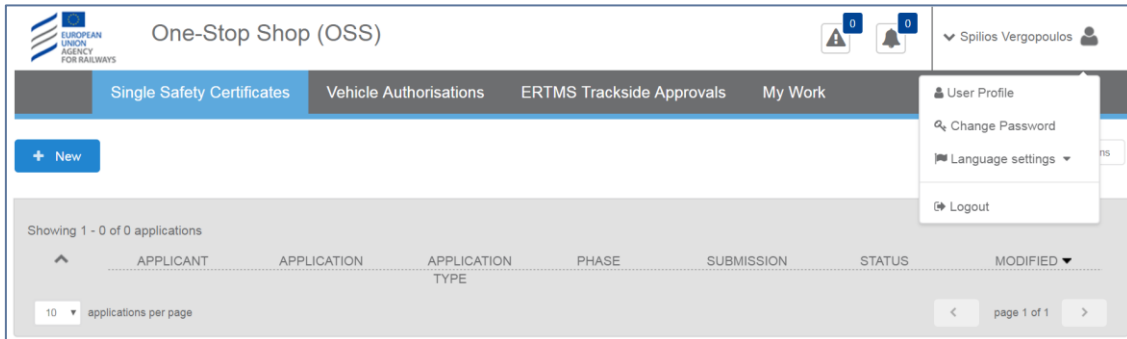 EUROPEAN
UNION
AGENCY
FOR RAILWAYS
One-Stop Shop (OSS)
0
0
Spilios Vergopoulos
Single Safety Certificates Vehicle Authorisations ERTMS Trackside Approvals My Work
User Profile
Change Password
Language settings
Logout
+ New
ns
Showing 1 - 0 of 0 applications
APPLICANT APPLICATION APPLICATION TYPE PHASE SUBMISSION STATUS MODIFIED
10 applications per page
< page 1 of 1 >